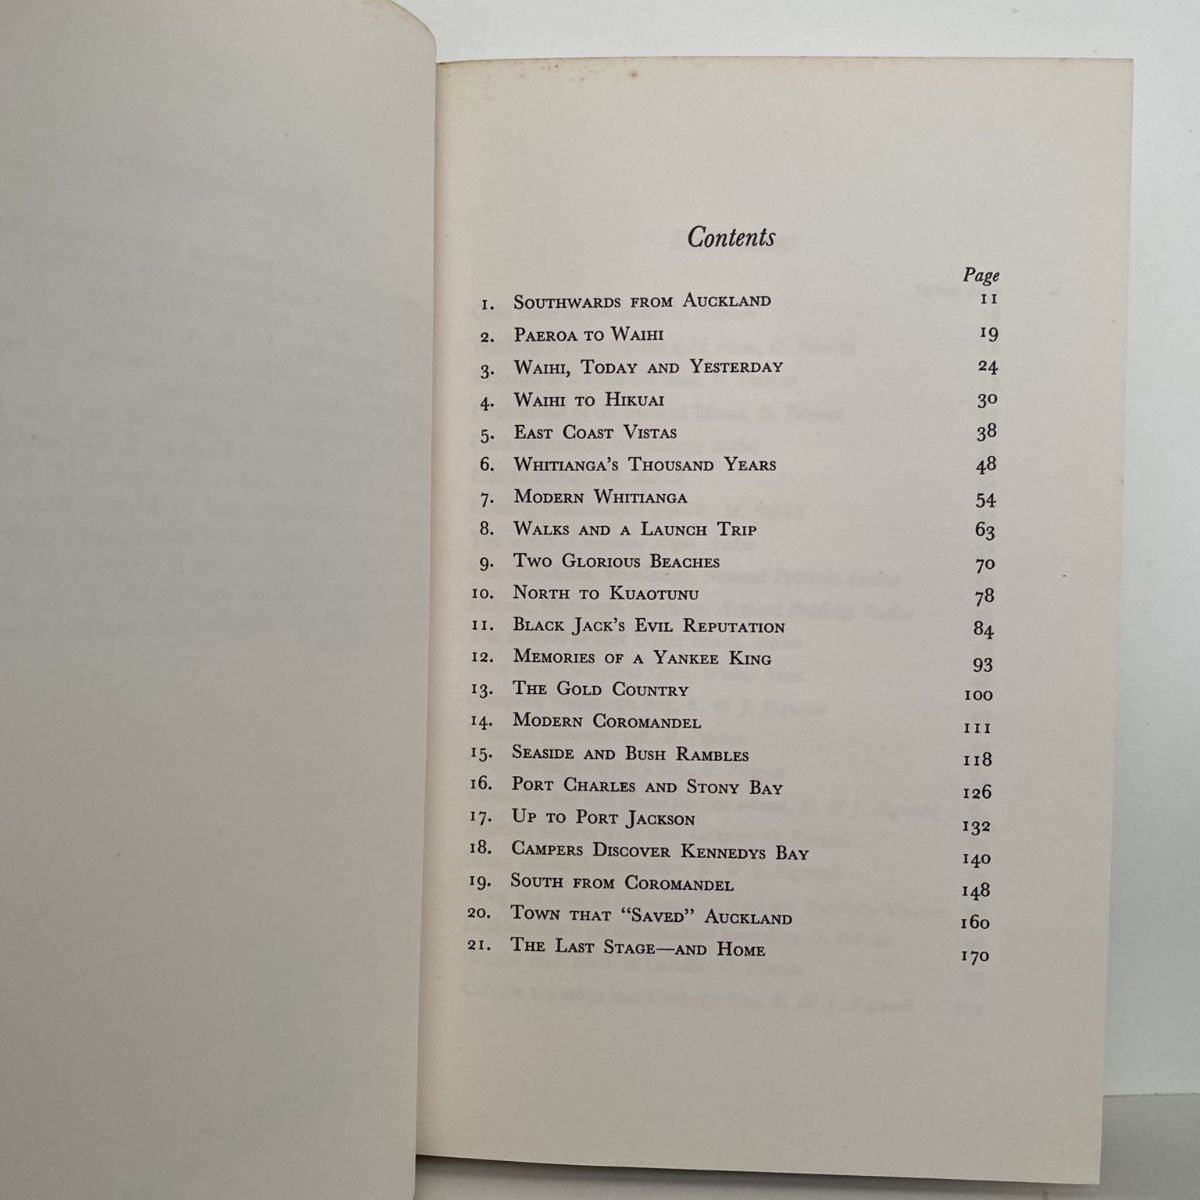 Contents
Page
1. Southwards from Auckland 11
2. Paeroa to Waihi 19
3. Waihi, Today and Yesterday 24
4. Waihi to Hikuai 30
5. East Coast Vistas 38
6. Whitianga's Thousand Years 48
7. Modern Whitianga 54
8. Walks and a Launch Trip 63
9. Two Glorious Beaches 70
10. North to Kuaotunu 78
11. Black Jack's Evil Reputation 84
12. Memories of a Yankee King 93
13. The Gold Country 100
14. Modern Coromandel 111
15. Seaside and Bush Rambles 118
16. Port Charles and Stony Bay 126
17. Up to Port Jackson 132
18. Campers Discover Kennedys Bay 140
19. South from Coromandel 148
20. Town that “Saved” Auckland 160
21. The Last Stage—and Home 170